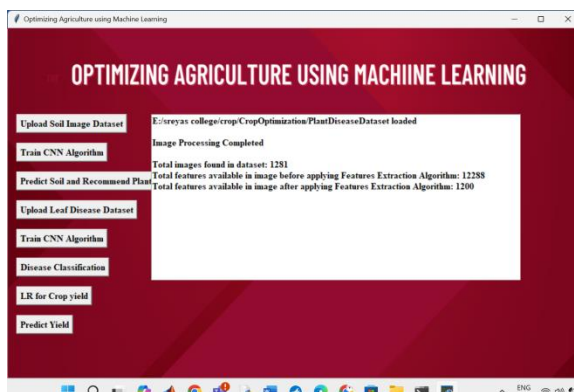 Optimizing Agriculture using Machine Learning
OPTIMIZING AGRICULTURE USING MACHIINE LEARNING
Upload Soil Image Dataset
Train CNN Algorithm
Predict Soil and Recommend Plant
Upload Leaf Disease Dataset
Train CNN Algorithm
Disease Classification
LR for Crop yield
Predict Yield
E:/sreyas college/crop/CropOptimization/PlantDiseaseDataset loaded
Image Processing Completed
Total images found in dataset: 1281
Total features available in image before applying Features Extraction Algorithm: 12288
Total features available in image after applying Features Extraction Algorithm: 1200
ENG